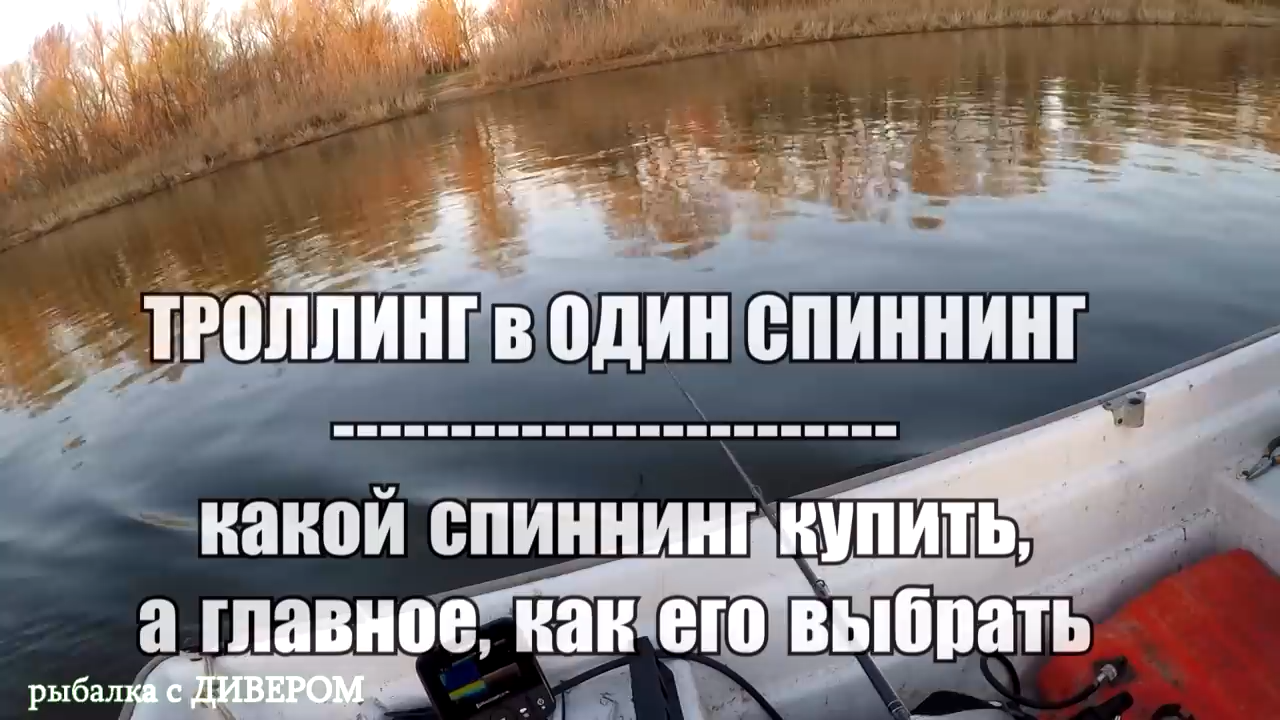 ТРОЛЛИНГ в ОДИН СПИННИНГ
------------------------
какой спиннинг купить,
а главное, как его выбрать
рыбалка с ДИВЕРОМ